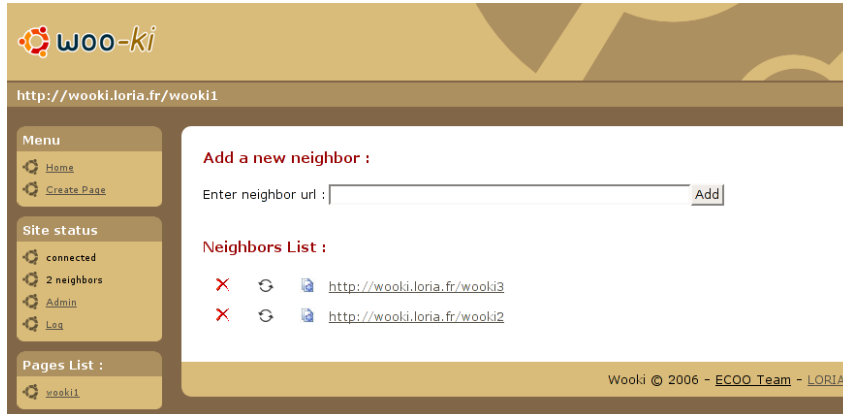 woo-ki
http://wooki.loria.fr/wooki1
Menu
Home
Create Page
Site status
connected
2 neighbors
Admin
Log
Pages List :
wooki1
Add a new neighbor :
Enter neighbor url : Add
Neighbors List :
http://wooki.loria.fr/wooki3
http://wooki.loria.fr/wooki2
Wooki © 2006 - ECOO Team - LORIA